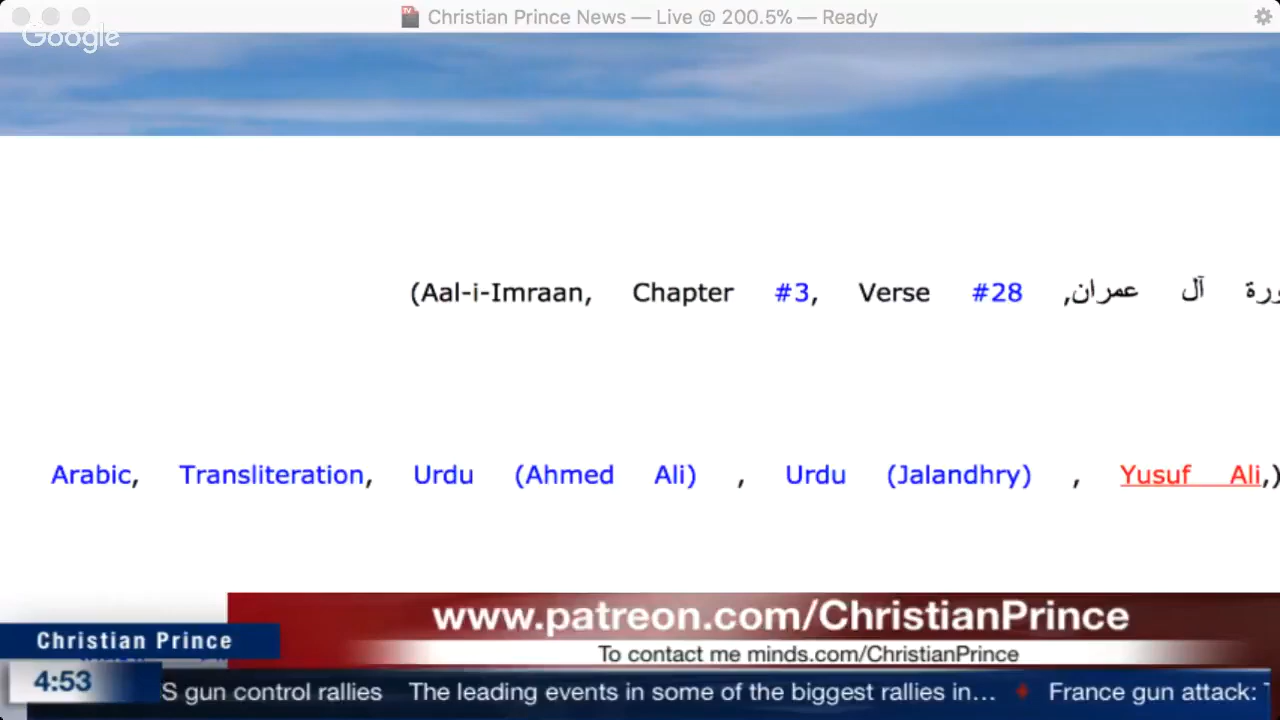 Christian Prince News — Live @ 200.5% — Ready
Google
(Aal-i-Imraan, Chapter #3, Verse #28 آل عمران,
Arabic, Transliteration, Urdu (Ahmed Ali) , Urdu (Jalandhry) , Yusuf Ali,)
www.patreon.com/ChristianPrince
Christian Prince
To contact me minds.com/ChristianPrince
4:53
S gun control rallies The leading events in some of the biggest rallies in... France gun attack: